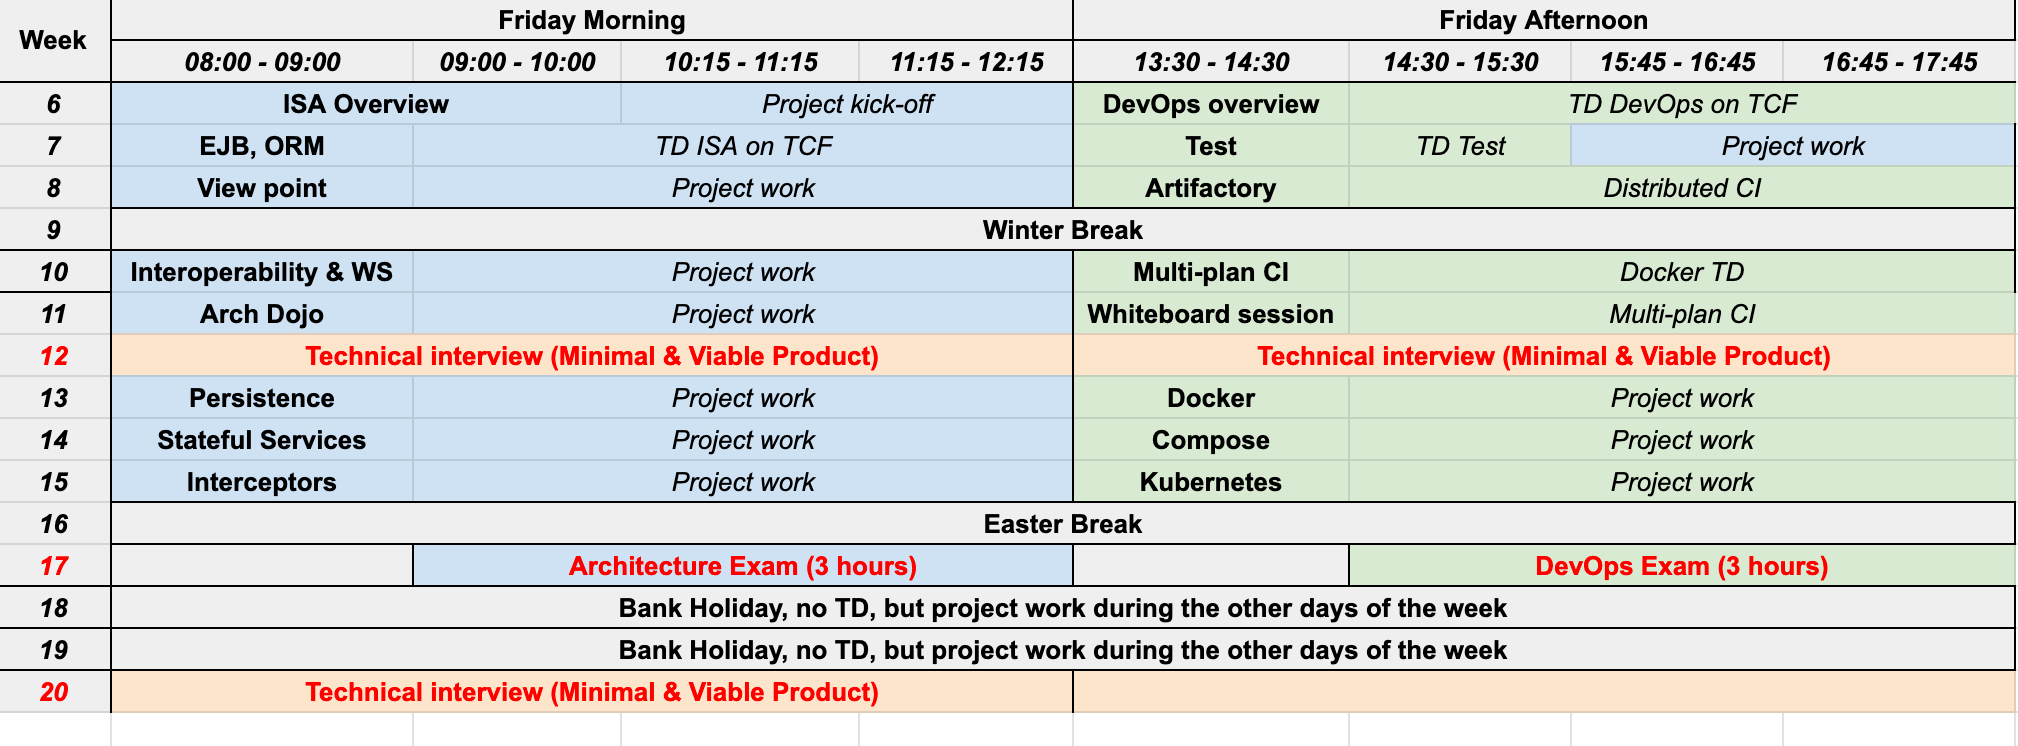 Week Friday Morning Friday Afternoon
08:00 - 09:00 09:00 - 10:00 10:15 - 11:15 11:15 - 12:15 13:30 - 14:30 14:30 - 15:30 15:45 - 16:45 16:45 - 17:45
6 ISA Overview Project kick-off DevOps overview TD DevOps on TCF
7 EJB, ORM TD ISA on TCF Test TD Test Project work
8 View point Project work Artifactory Distributed CI
9 Winter Break
10 Interoperability & WS Project work Multi-plan CI Docker TD
11 Arch Dojo Project work Whiteboard session Multi-plan CI
12 Technical interview (Minimal & Viable Product) Technical interview (Minimal & Viable Product)
13 Persistence Project work Docker Project work
14 Stateful Services Project work Compose Project work
15 Interceptors Project work Kubernetes Project work
16 Easter Break
17 Architecture Exam (3 hours) DevOps Exam (3 hours)
18 Bank Holiday, no TD, but project work during the other days of the week
19 Bank Holiday, no TD, but project work during the other days of the week
20 Technical interview (Minimal & Viable Product)